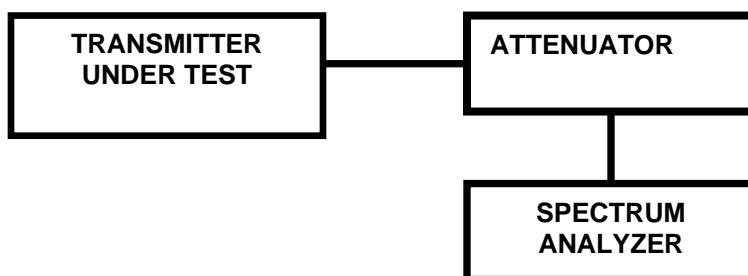 TRANSMITTER
UNDER TEST
ATTENUATOR
SPECTRUM
ANALYZER